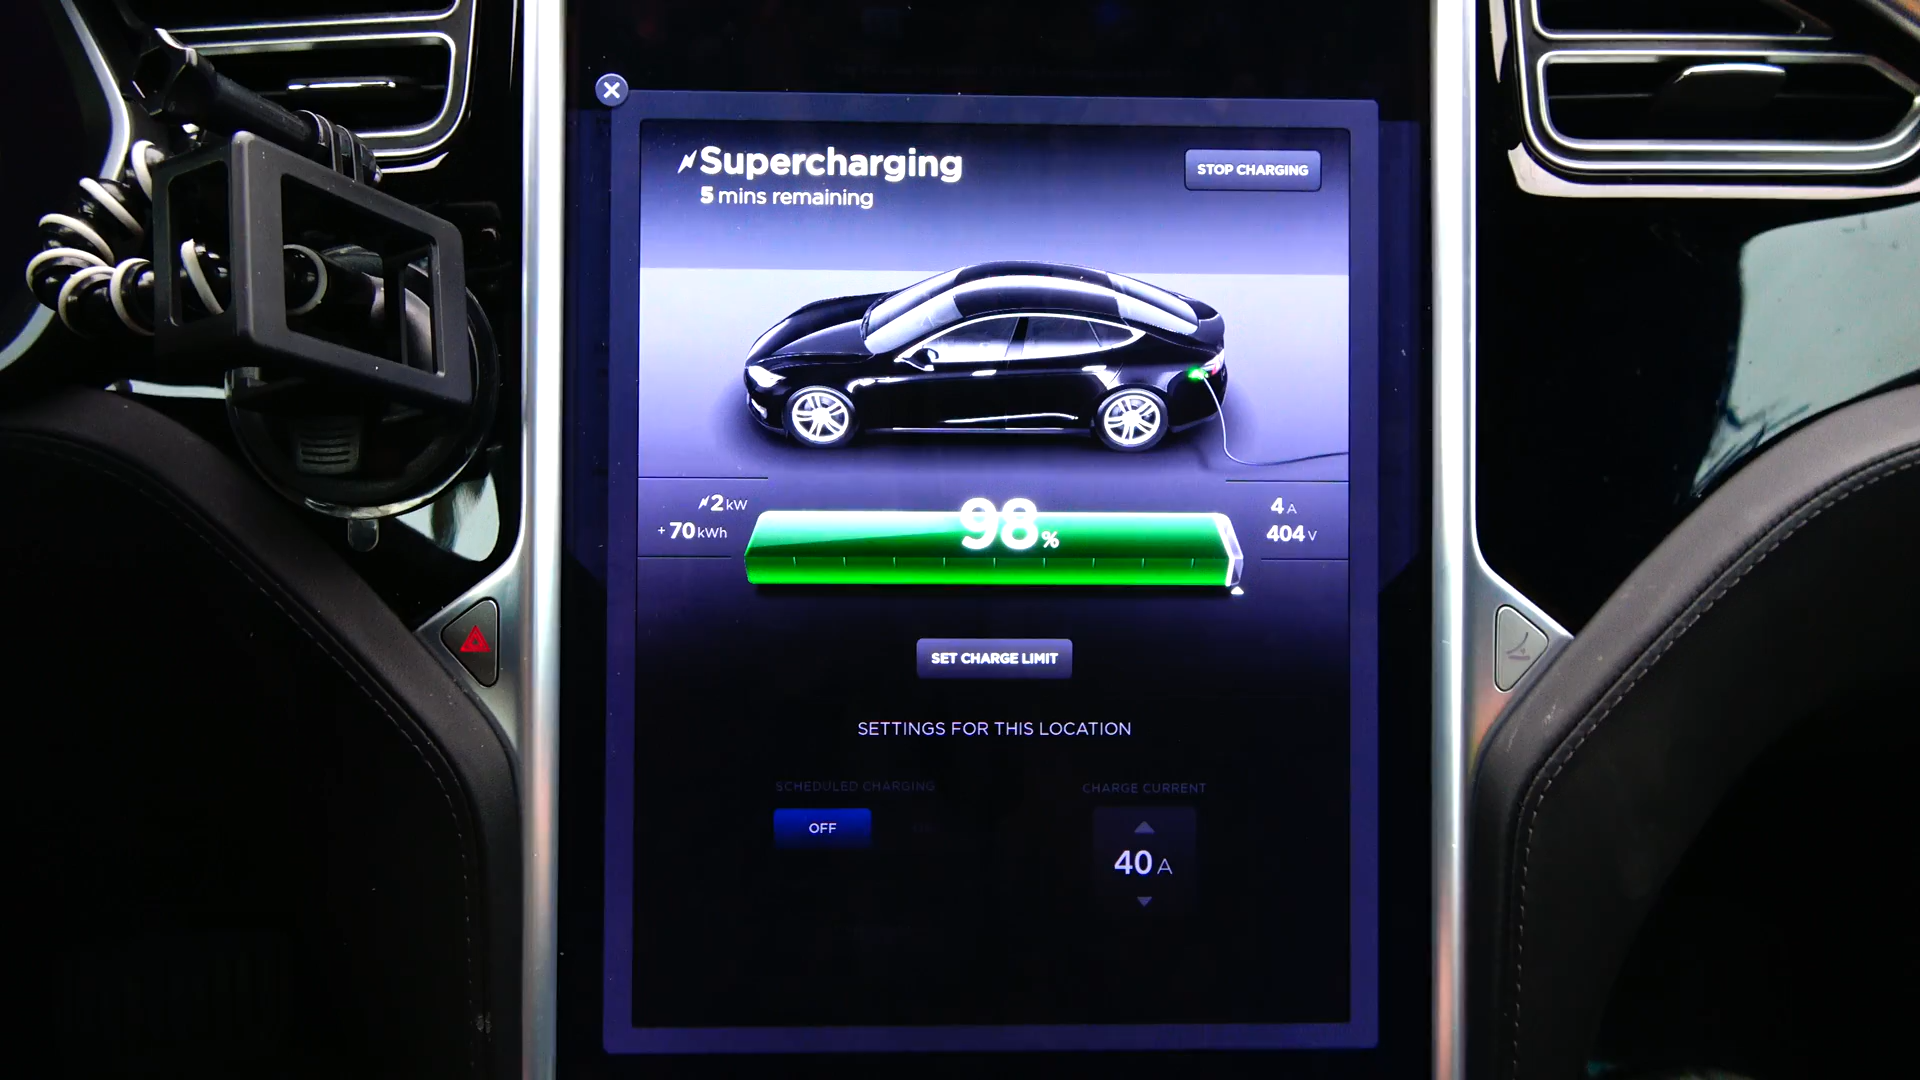 Supercharging
STOP CHARGING
5 mins remaining
2 kW
+ 70 kWh
98 %
4 A
404 V
SET CHARGE LIMIT
SETTINGS FOR THIS LOCATION
SCHEDULED CHARGING
CHARGE CURRENT
OFF
40 A